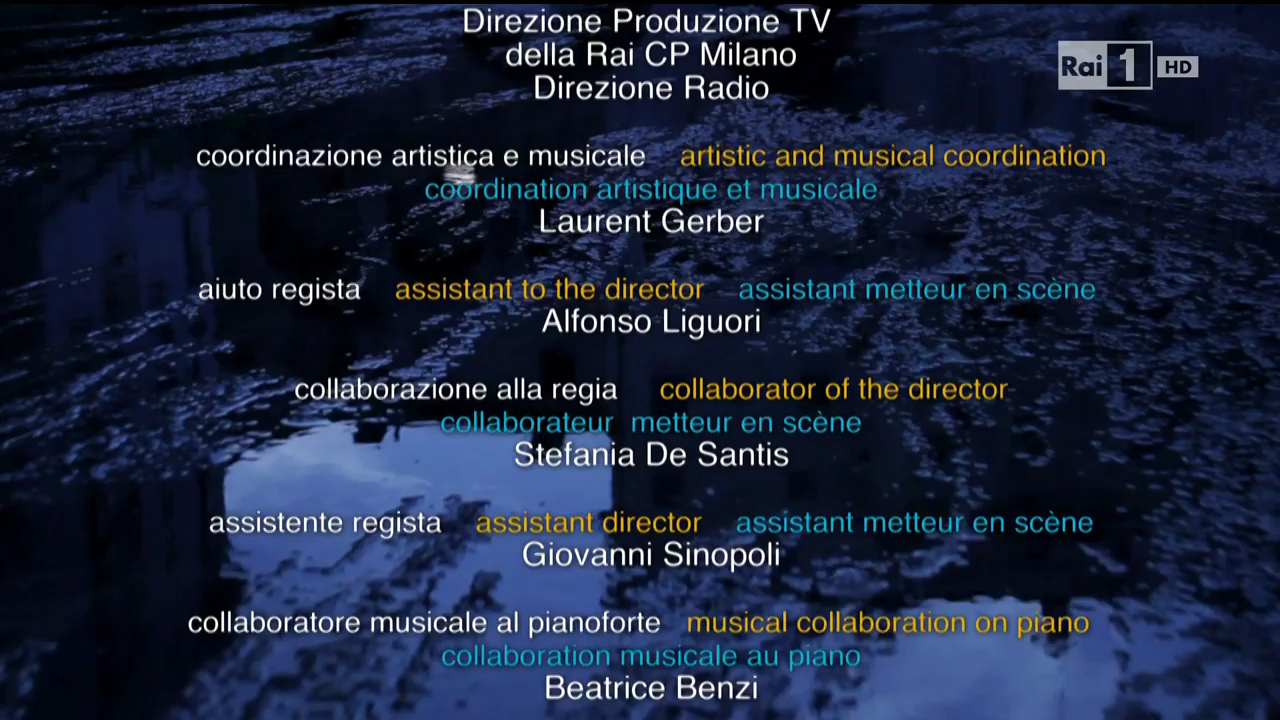 Direzione Produzione TV
della Rai CP Milano
Direzione Radio
Rai 1 HD
coordinazione artistica e musicale artistic and musical coordination
coordination artistique et musicale
Laurent Gerber
aiuto regista assistant to the director assistant metteur en scène
Alfonso Liguori
collaborazione alla regia collaborator of the director
collaborateur metteur en scène
Stefania De Santis
assistente regista assistant director assistant metteur en scène
Giovanni Sinopoli
collaboratore musicale al pianoforte musical collaboration on piano
collaboration musicale au piano
Beatrice Benzi